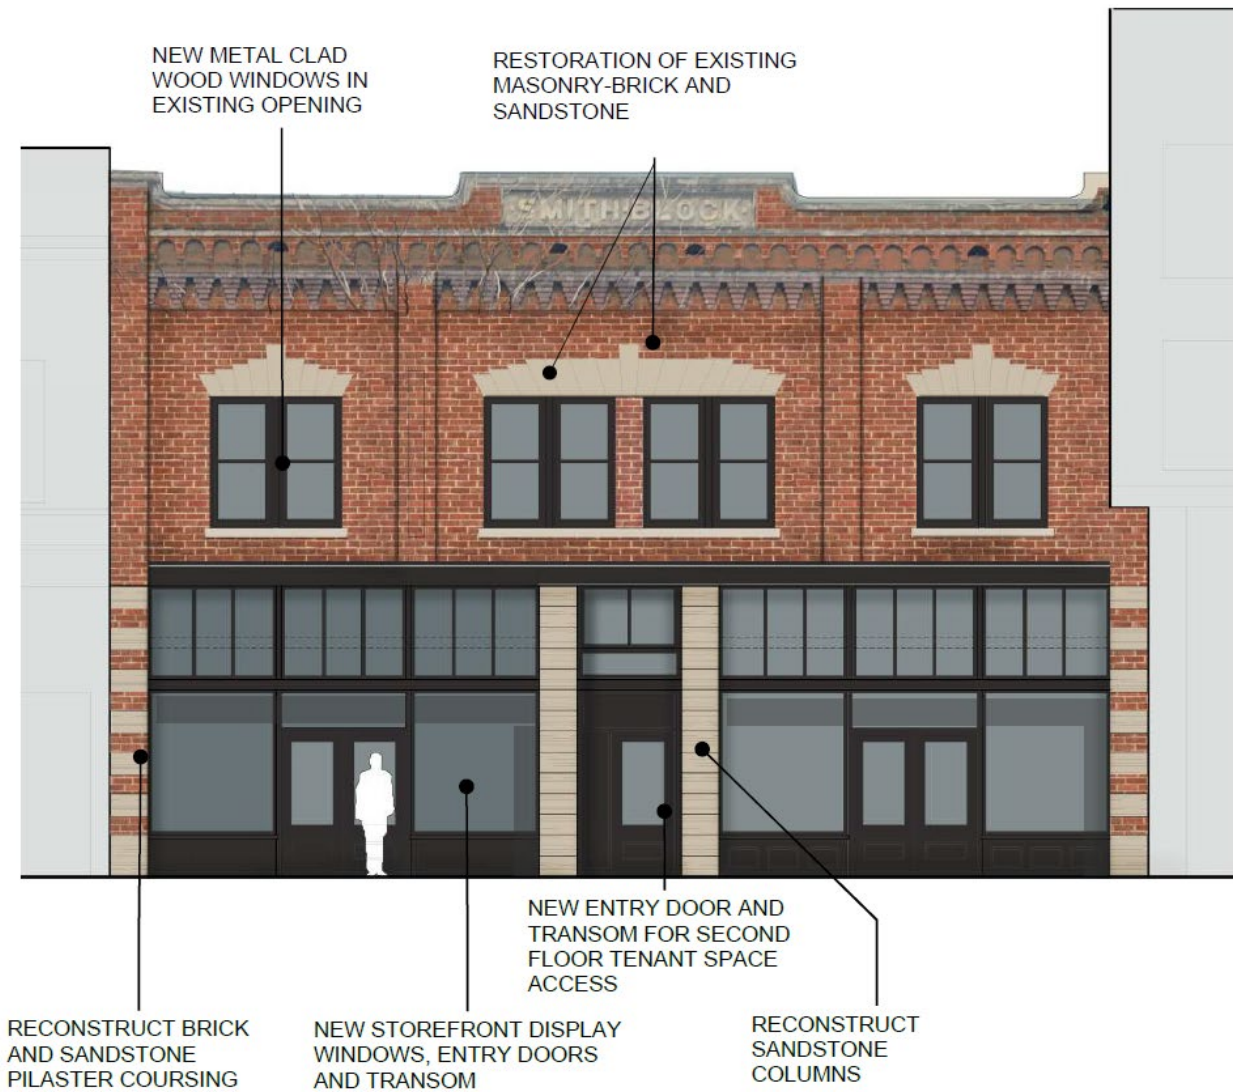 NEW METAL CLAD
WOOD WINDOWS IN
EXISTING OPENING
RESTORATION OF EXISTING
MASONRY-BRICK AND
SANDSTONE
SMITH·BLOCK
NEW ENTRY DOOR AND
TRANSOM FOR SECOND
FLOOR TENANT SPACE
ACCESS
RECONSTRUCT BRICK
AND SANDSTONE
PILASTER COURSING
NEW STOREFRONT DISPLAY
WINDOWS, ENTRY DOORS
AND TRANSOM
RECONSTRUCT
SANDSTONE
COLUMNS